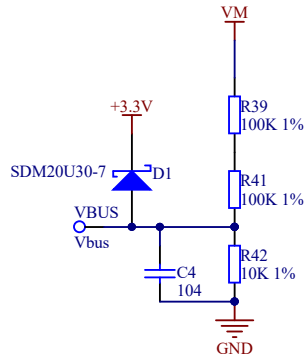 VM
R39
100K 1%
+3.3V
SDM20U30-7
D1
R41
100K 1%
VBUS
Vbus
R42
10K 1%
C4
104
GND